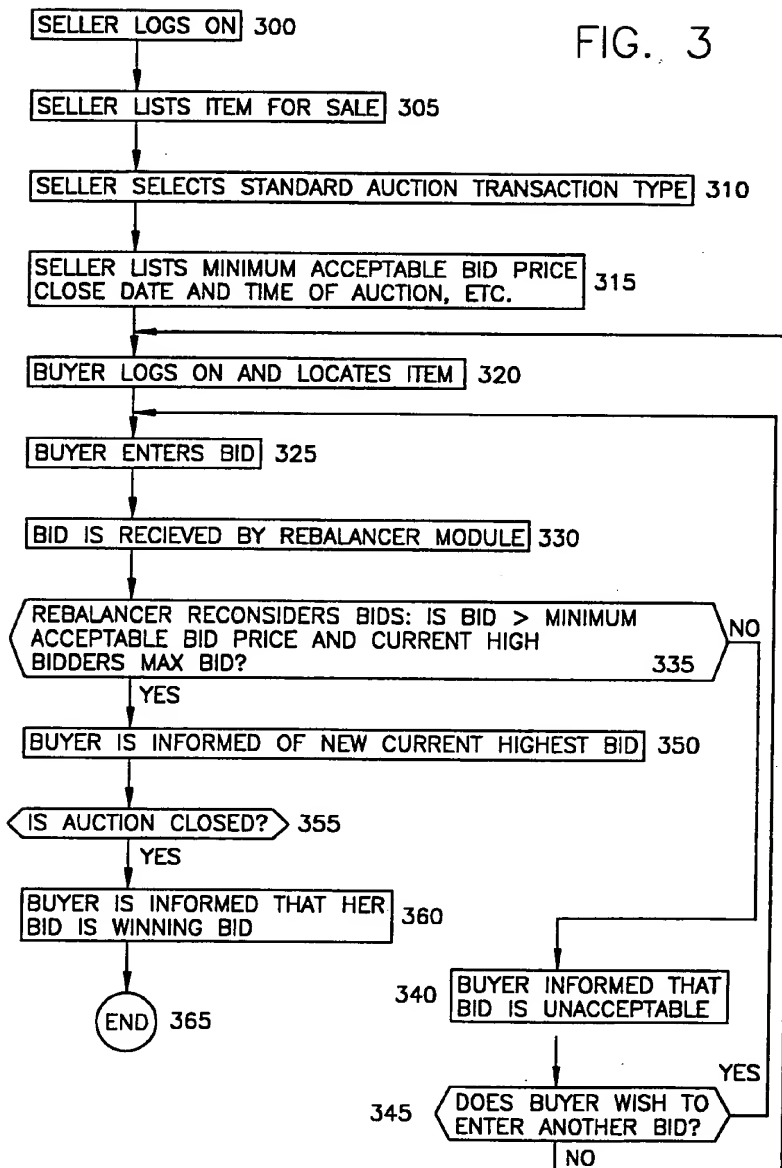 FIG. 3
SELLER LOGS ON 300
SELLER LISTS ITEM FOR SALE 305
SELLER SELECTS STANDARD AUCTION TRANSACTION TYPE 310
SELLER LISTS MINIMUM ACCEPTABLE BID PRICE
CLOSE DATE AND TIME OF AUCTION, ETC. 315
BUYER LOGS ON AND LOCATES ITEM 320
BUYER ENTERS BID 325
BID IS RECIEVED BY REBALANCER MODULE 330
REBALANCER RECONSIDERS BIDS: IS BID > MINIMUM
ACCEPTABLE BID PRICE AND CURRENT HIGH
BIDDERS MAX BID? 335
NO
YES
BUYER IS INFORMED OF NEW CURRENT HIGHEST BID 350
IS AUCTION CLOSED? 355
YES
BUYER IS INFORMED THAT HER
BID IS WINNING BID 360
END 365
340 BUYER INFORMED THAT
BID IS UNACCEPTABLE
YES
345 DOES BUYER WISH TO
ENTER ANOTHER BID?
NO